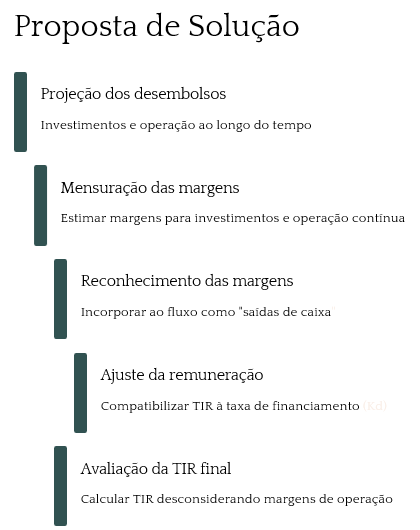 Proposta de Solução
Projeção dos desembolsos
Investimentos e operação ao longo do tempo
Mensuração das margens
Estimar margens para investimentos e operação contínua
Reconhecimento das margens
Incorporar ao fluxo como "saídas de caixa
Ajuste da remuneração
Compatibilizar TIR à taxa de financiamento (Kd)
Avaliação da TIR final
Calcular TIR desconsiderando margens de operação